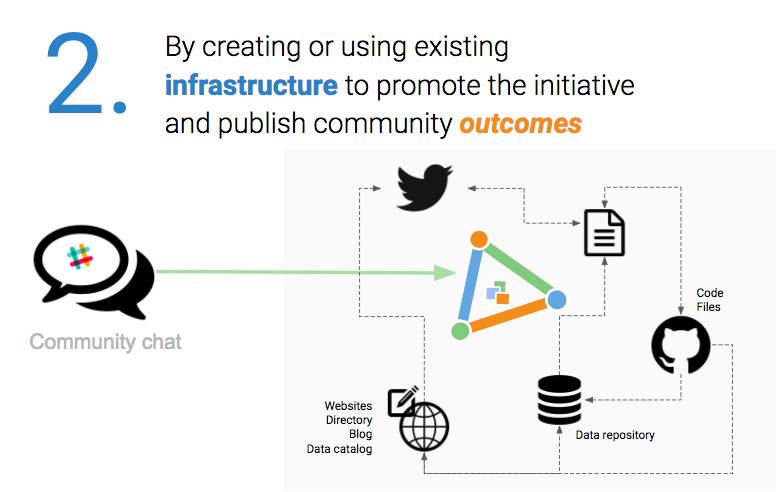 2.
By creating or using existing
infrastructure to promote the initiative
and publish community outcomes
Community chat
Code
Files
Websites
Directory
Blog
Data catalog
Data repository